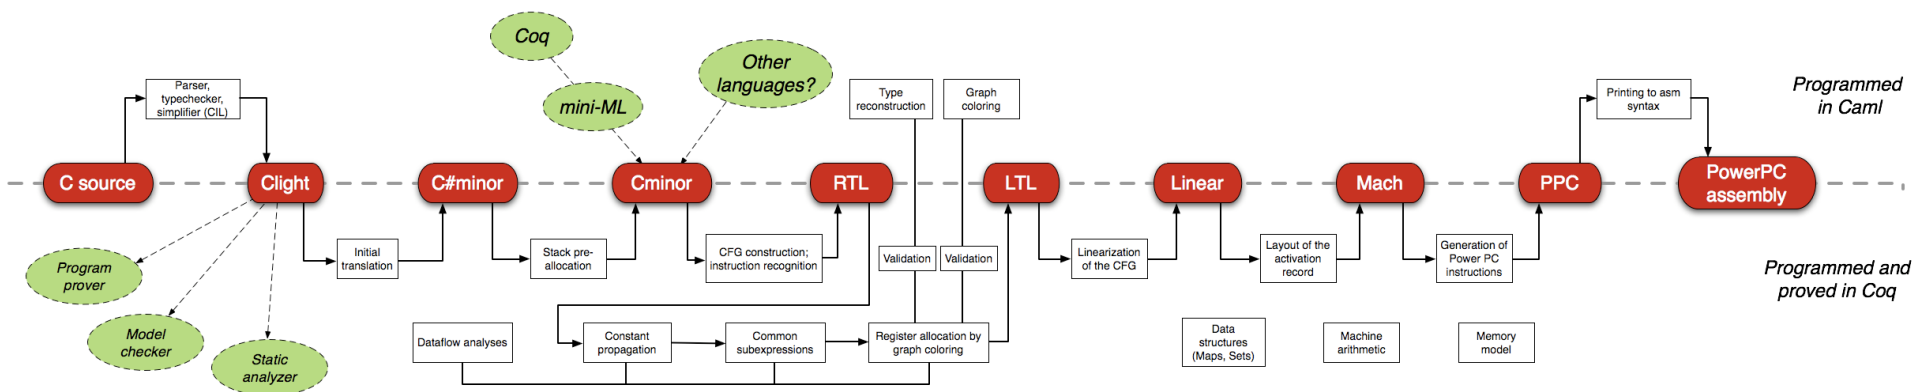 Coq
Other
languages?
mini-ML
Parser,
typechecker,
simplifier (CIL)
Type
reconstruction
Graph
coloring
Printing to asm
syntax
Programmed
in Caml
C source
Clight
C#minor
Cminor
RTL
LTL
Linear
Mach
PPC
PowerPC
assembly
Initial
translation
Stack pre-
allocation
CFG construction;
instruction recognition
Validation
Validation
Linearization
of the CFG
Layout of the
activation
record
Generation of
Power PC
instructions
Programmed and
proved in Coq
Program
prover
Model
checker
Static
analyzer
Dataflow analyses
Constant
propagation
Common
subexpressions
Register allocation by
graph coloring
Data
structures
(Maps, Sets)
Machine
arithmetic
Memory
model